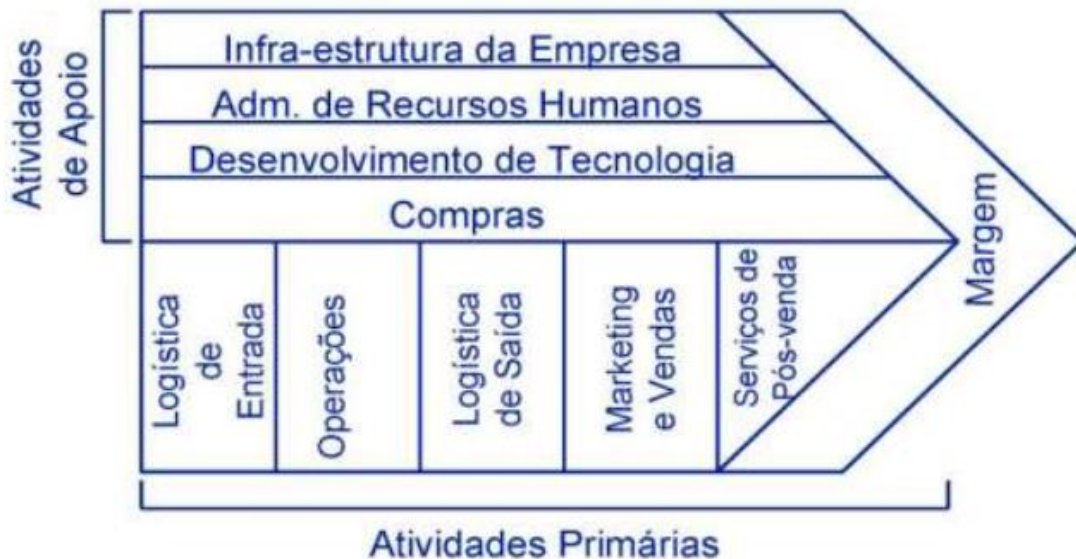 Atividades
de Apoio
Infra-estrutura da Empresa
Adm. de Recursos Humanos
Desenvolvimento de Tecnologia
Compras
Logística
de
Entrada
Operações
Logística
de Saída
Marketing
e Vendas
Serviços de
Pós-venda
Margem
Atividades Primárias